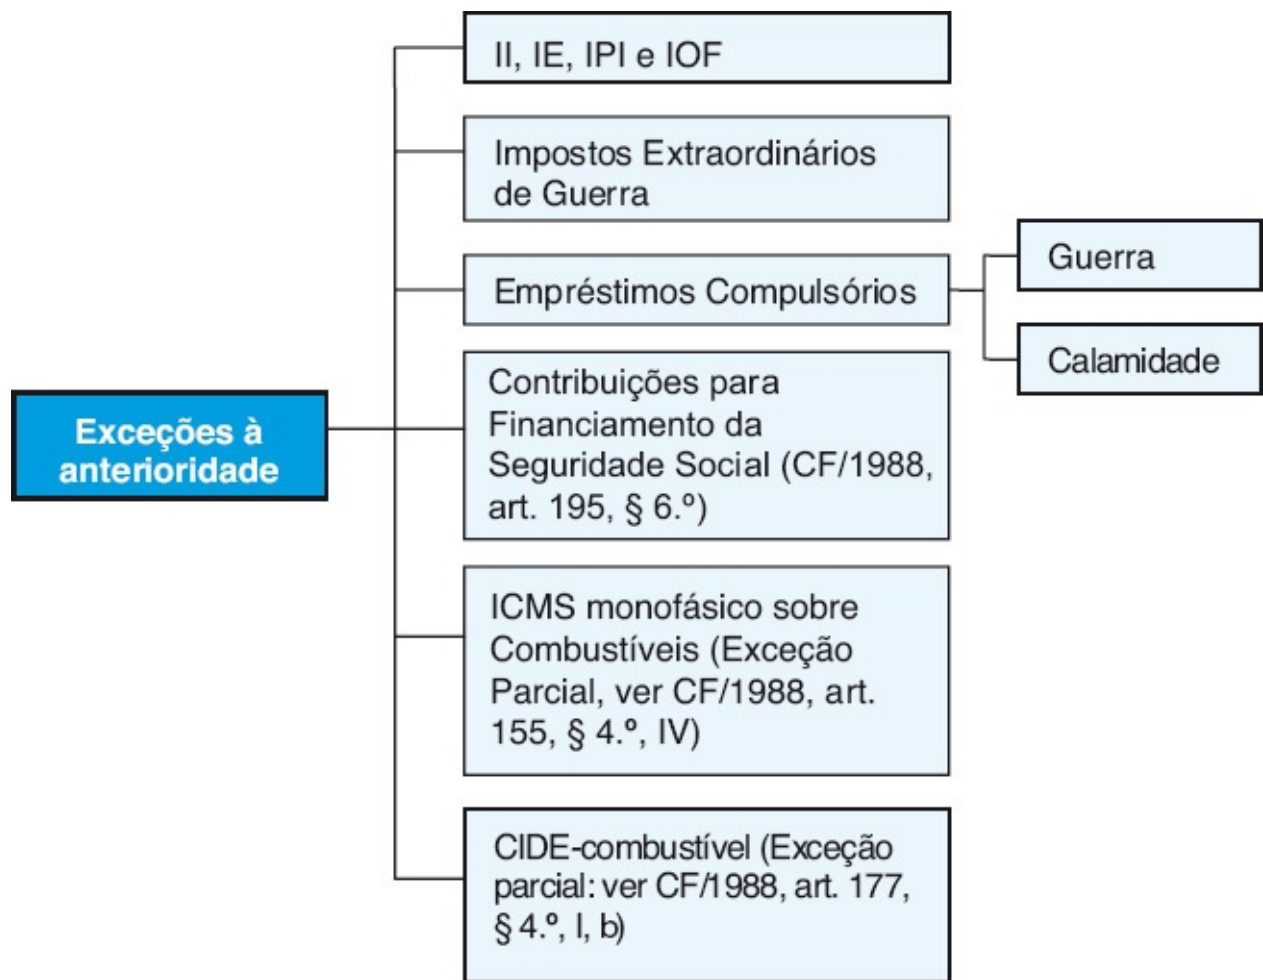 II, IE, IPI e IOF
Impostos Extraordinários
de Guerra
Empréstimos Compulsórios
Guerra
Calamidade
Exceções à
anterioridade
Contribuições para
Financiamento da
Seguridade Social (CF/1988,
art. 195, § 6.º)
ICMS monofásico sobre
Combustíveis (Exceção
Parcial, ver CF/1988, art.
155, § 4.º, IV)
CIDE-combustível (Exceção
parcial: ver CF/1988, art. 177,
§ 4.º, I, b)